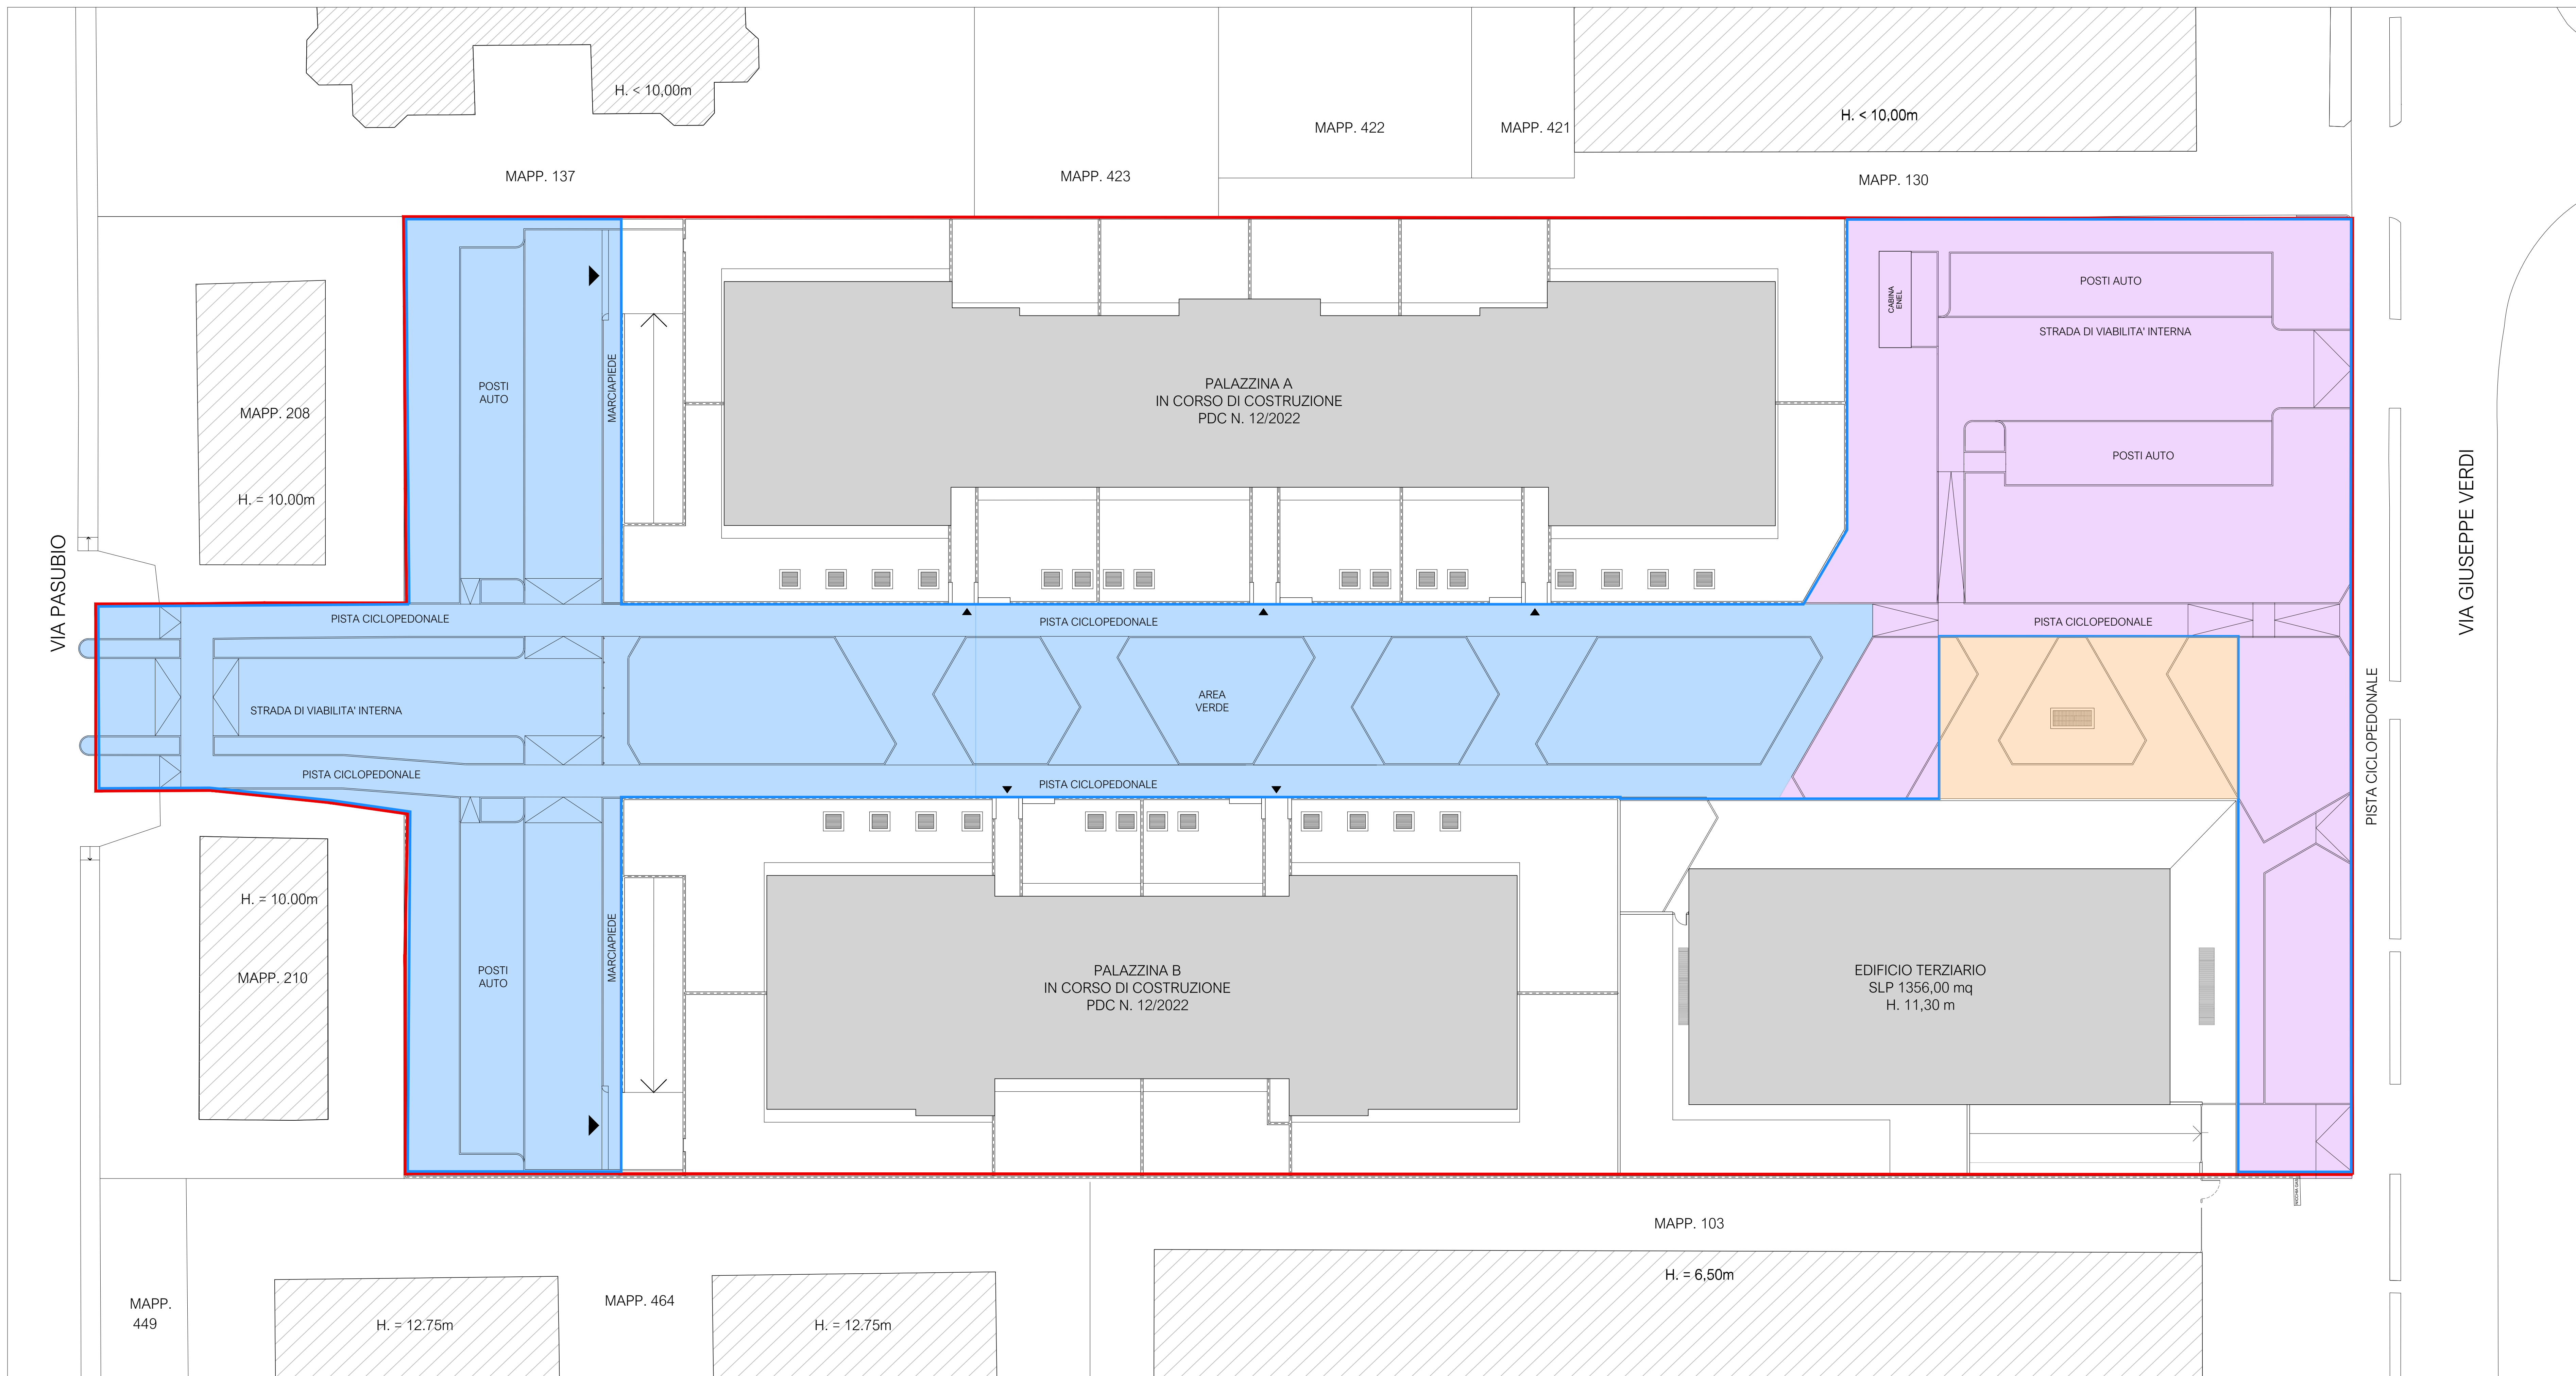 H. < 10,00m
H. < 10,00m
MAPP. 422
MAPP. 421
MAPP. 137
MAPP. 423
MAPP. 130
POSTI AUTO
CABINA
ENEL
STRADA DI VIABILITA' INTERNA
POSTI
AUTO
MARCIAPIEDE
PALAZZINA A
IN CORSO DI COSTRUZIONE
PDC N. 12/2022
MAPP. 208
H. = 10.00m
POSTI AUTO
VIA PASUBIO
VIA GIUSEPPE VERDI
PISTA CICLOPEDONALE
PISTA CICLOPEDONALE
PISTA CICLOPEDONALE
AREA
VERDE
STRADA DI VIABILITA' INTERNA
PISTA CICLOPEDONALE
PISTA CICLOPEDONALE
PISTA CICLOPEDONALE
H. = 10.00m
MAPP. 210
POSTI
AUTO
MARCIAPIEDE
PALAZZINA B
IN CORSO DI COSTRUZIONE
PDC N. 12/2022
EDIFICIO TERZIARIO
SLP 1356,00 mq
H. 11,30 m
MAPP. 103
H. = 6,50m
MAPP.
449
MAPP. 464
H. = 12.75m
H. = 12.75m